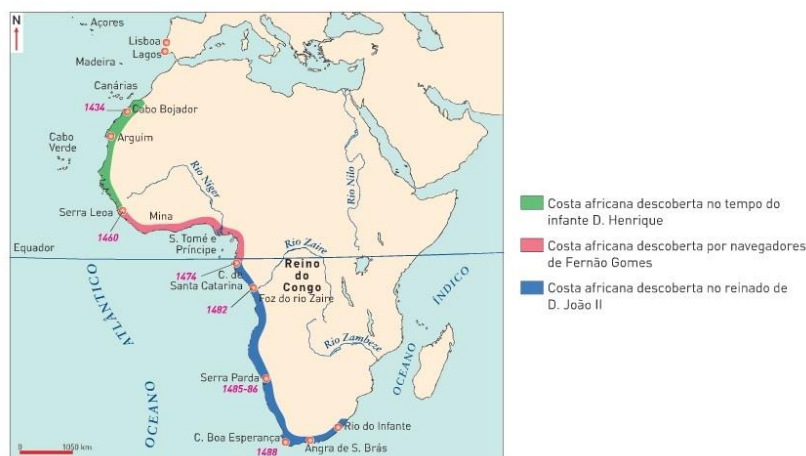 N
Açores
Lisboa
Lagos
Madeira
Canárias
1434
Cabo Bojador
Cabo
Verde
Arguim
Rio Níger
Rio Nilo
Serra Leoa
Mina
1460
S. Tomé e
Príncipe
Equador
Rio Zaire
1474
C. de
Santa Catarina
Reino
do
Congo
1482
Foz do rio Zaire
ATLÂNTICO
OCEANO
ÍNDICO
OCEANO
Rio Zambeze
Serra Parda
1485-86
Rio do Infante
C. Boa Esperança
Angra de S. Brás
1488
0 1050 km
Costa africana descoberta no tempo do
infante D. Henrique
Costa africana descoberta por navegadores
de Fernão Gomes
Costa africana descoberta no reinado de
D. João II